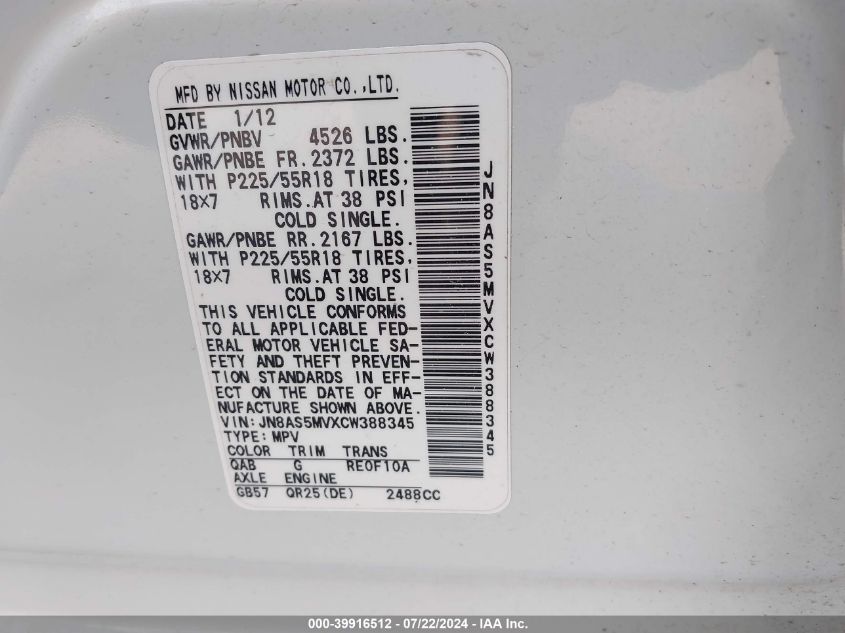 MFD BY NISSAN MOTOR CO.,LTD.
DATE 1/12
GVWR/PNBV 4526 LBS.
GAWR/PNBE FR.2372 LBS.
WITH P225/55R18 TIRES,
18X7 RIMS.AT 38 PSI
COLD SINGLE.
GAWR/PNBE RR.2167 LBS.
WITH P225/55R18 TIRES,
18X7 RIMS.AT 38 PSI
COLD SINGLE.
THIS VEHICLE CONFORMS
TO ALL APPLICABLE FED-
ERAL MOTOR VEHICLE SA-
FETY AND THEFT PREVEN-
TION STANDARDS IN EFF-
ECT ON THE DATE OF MA-
NUFACTURE SHOWN ABOVE.
VIN:JN8AS5MVXCW388345
TYPE:MPV
COLOR TRIM TRANS
QAB G RE0F10A
AXLE ENGINE
GB57 QR25(DE) 2488CC
JN8AS5MVXCW388345
000-39916512 - 07/22/2024 - IAA Inc.